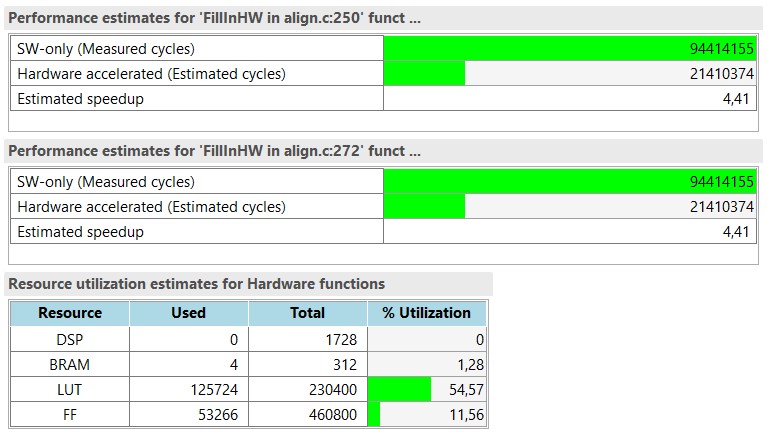 Performance estimates for 'FillInHW in align.c:250' funct ...
SW-only (Measured cycles) 94414155
Hardware accelerated (Estimated cycles) 21410374
Estimated speedup 4,41
Performance estimates for 'FillInHW in align.c:272' funct ...
SW-only (Measured cycles) 94414155
Hardware accelerated (Estimated cycles) 21410374
Estimated speedup 4,41
Resource utilization estimates for Hardware functions
Resource Used Total % Utilization
DSP 0 1728 0
BRAM 4 312 1,28
LUT 125724 230400 54,57
FF 53266 460800 11,56